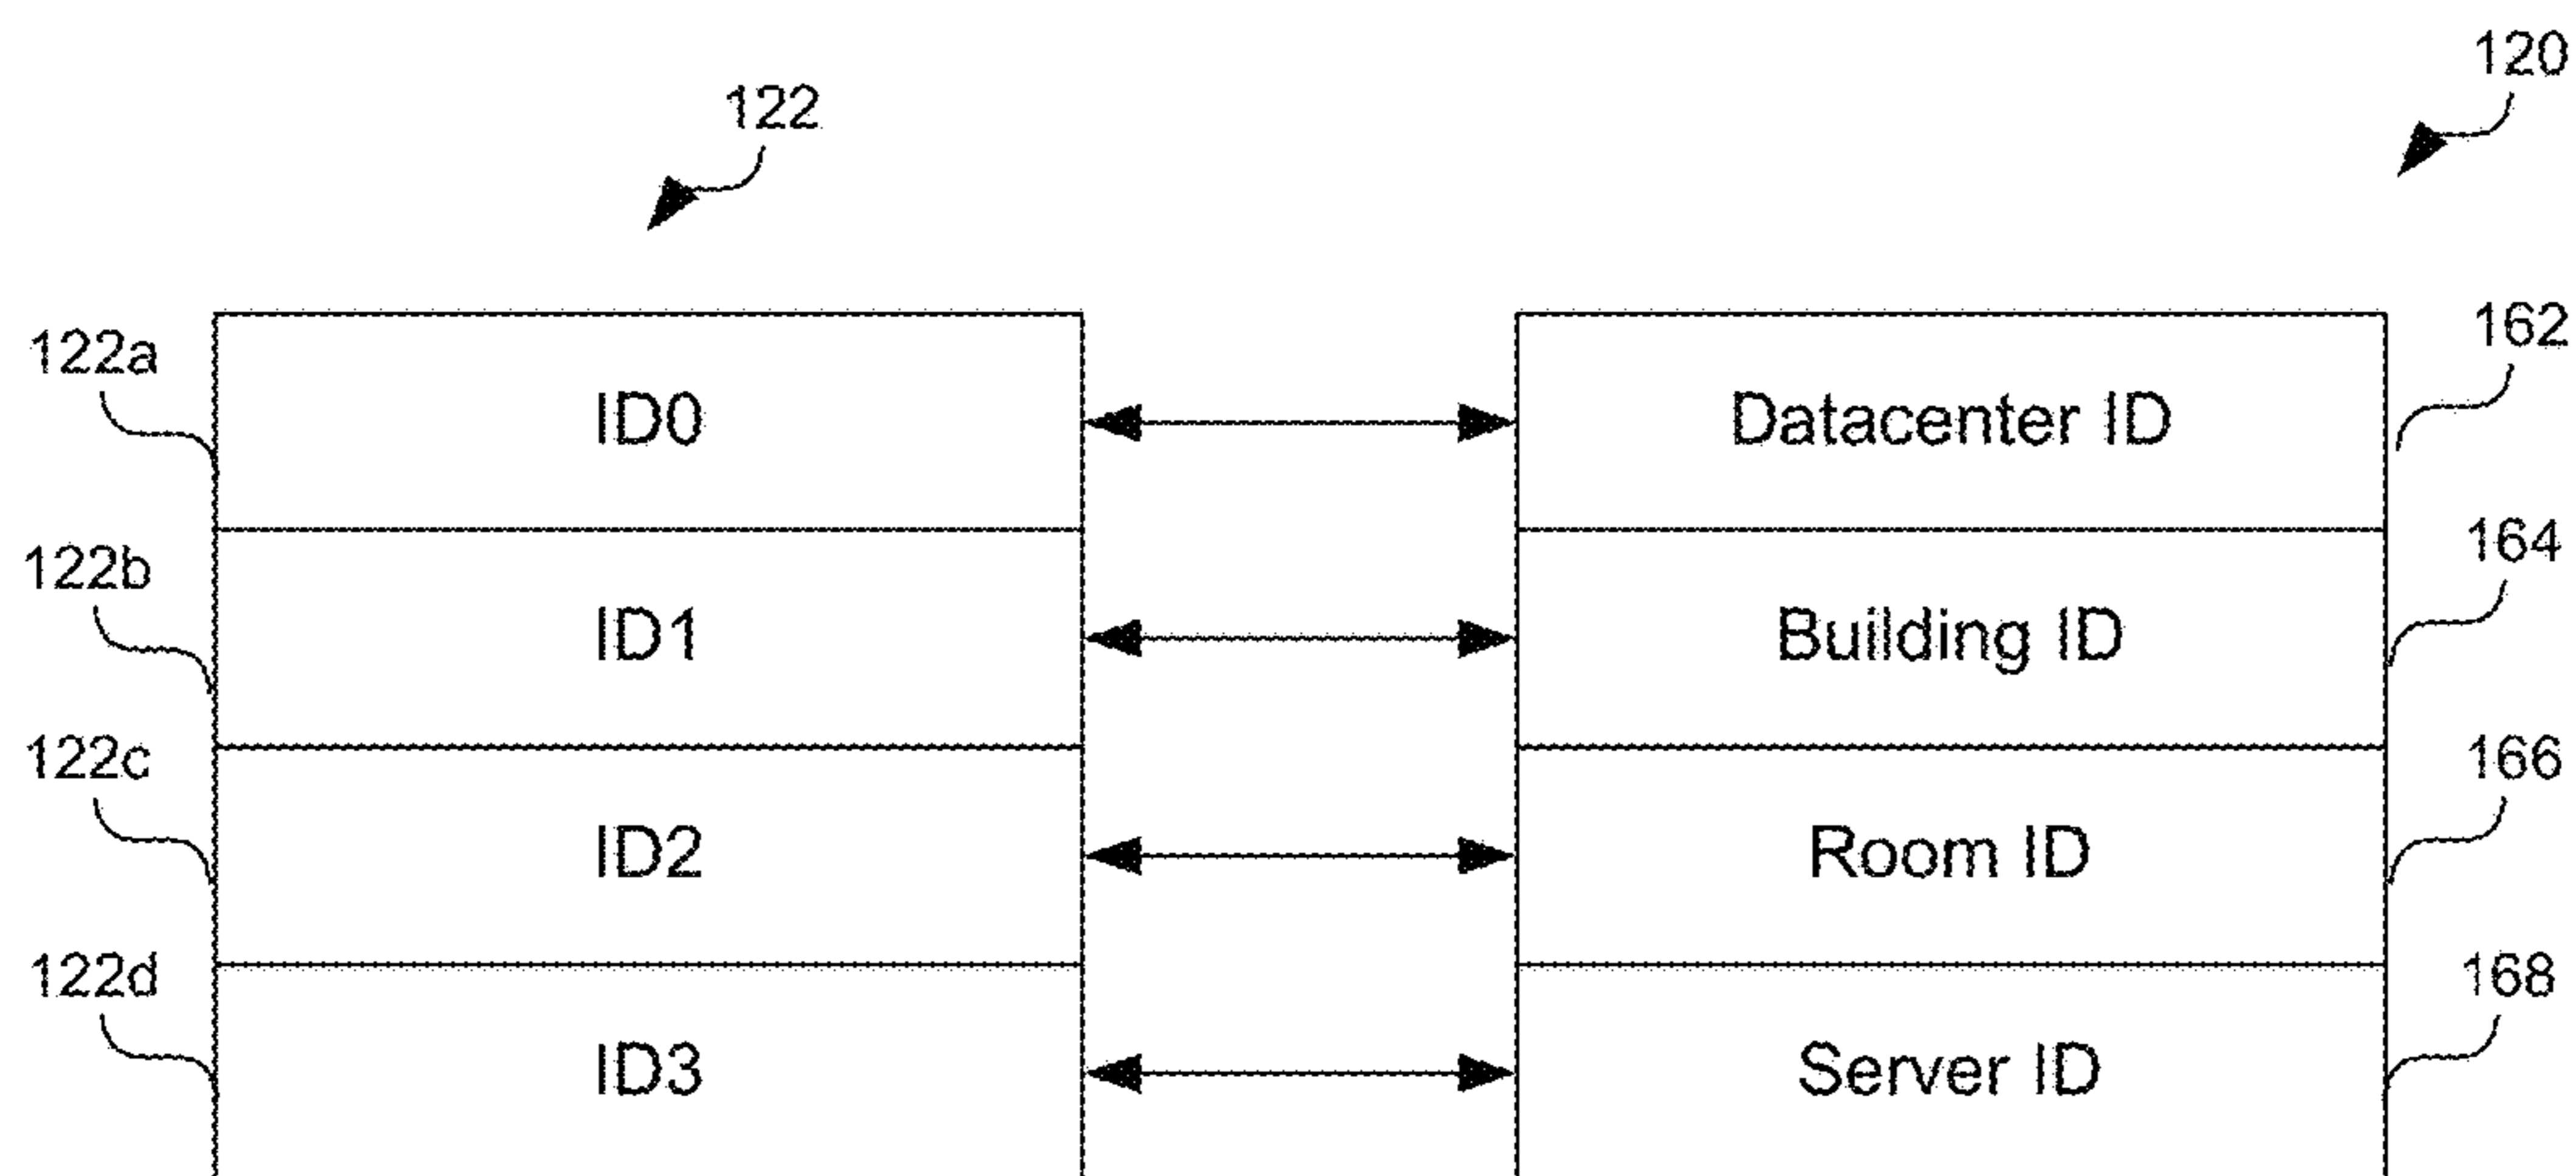 120
122
122a
ID0
Datacenter ID
162
122b
ID1
Building ID
164
122c
ID2
Room ID
166
122d
ID3
Server ID
168